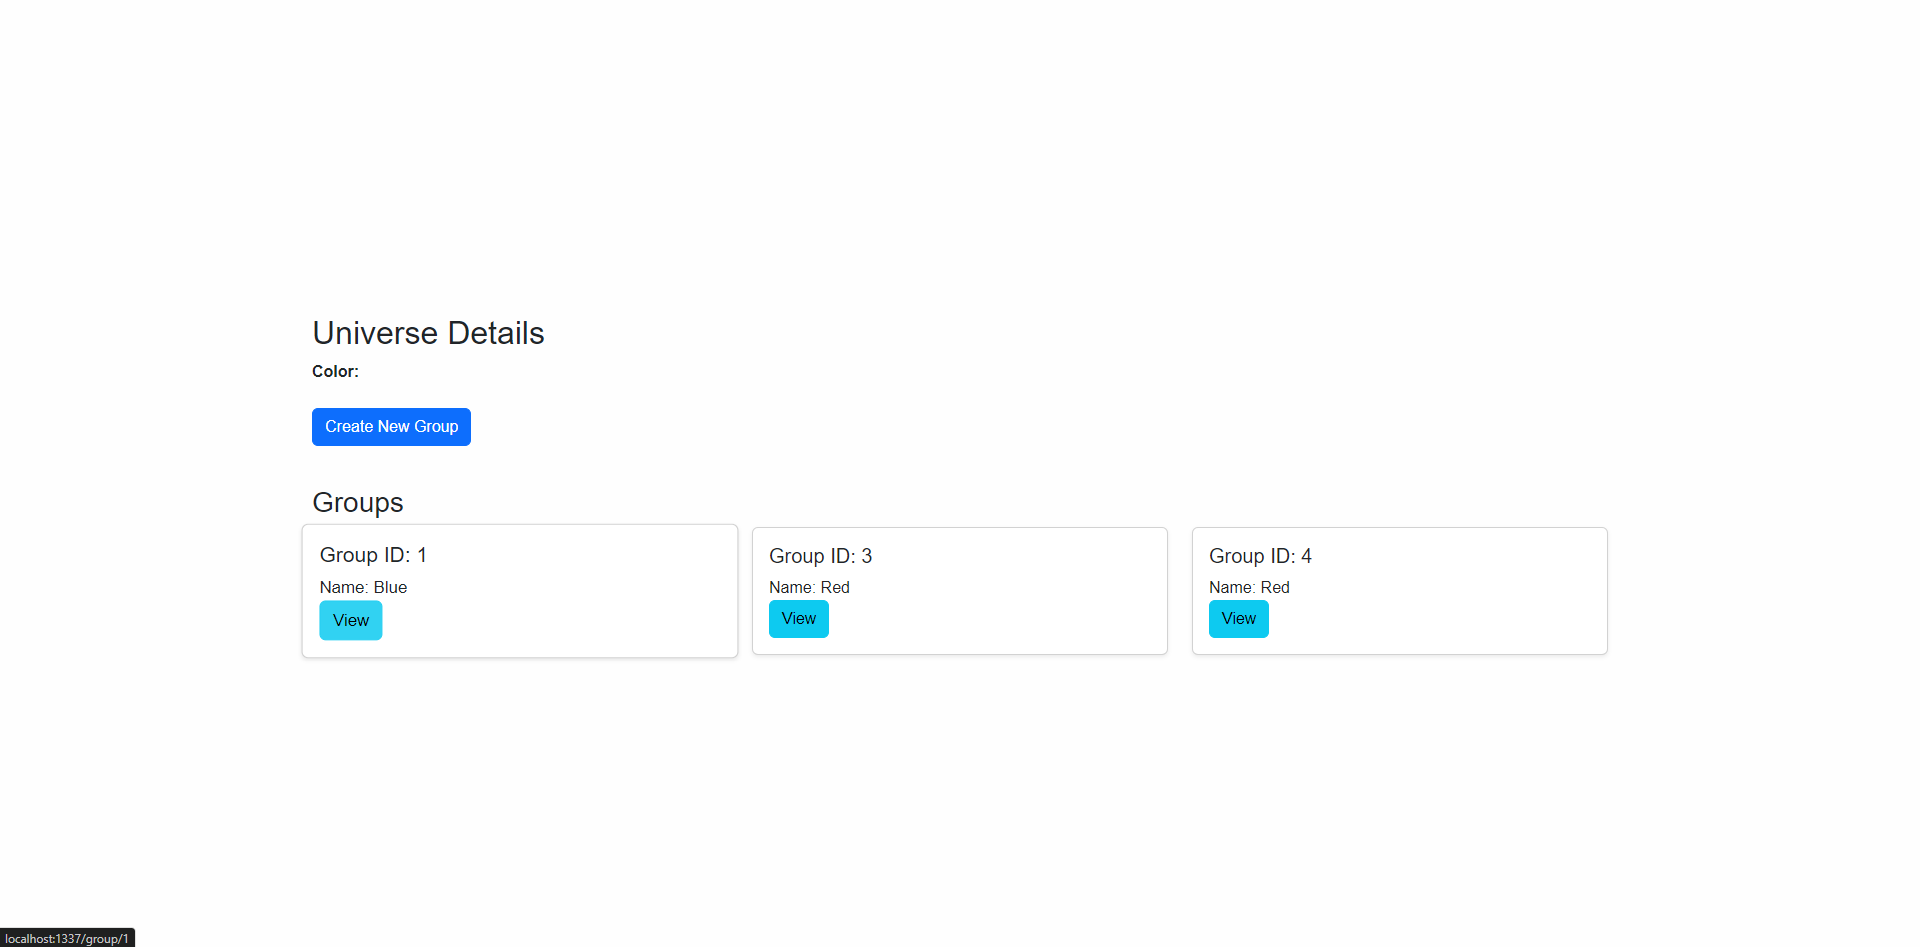 Universe Details
Color:
Create New Group
Groups
Group ID: 1
Name: Blue
View
Group ID: 3
Name: Red
View
Group ID: 4
Name: Red
View
localhost:1337/group/1